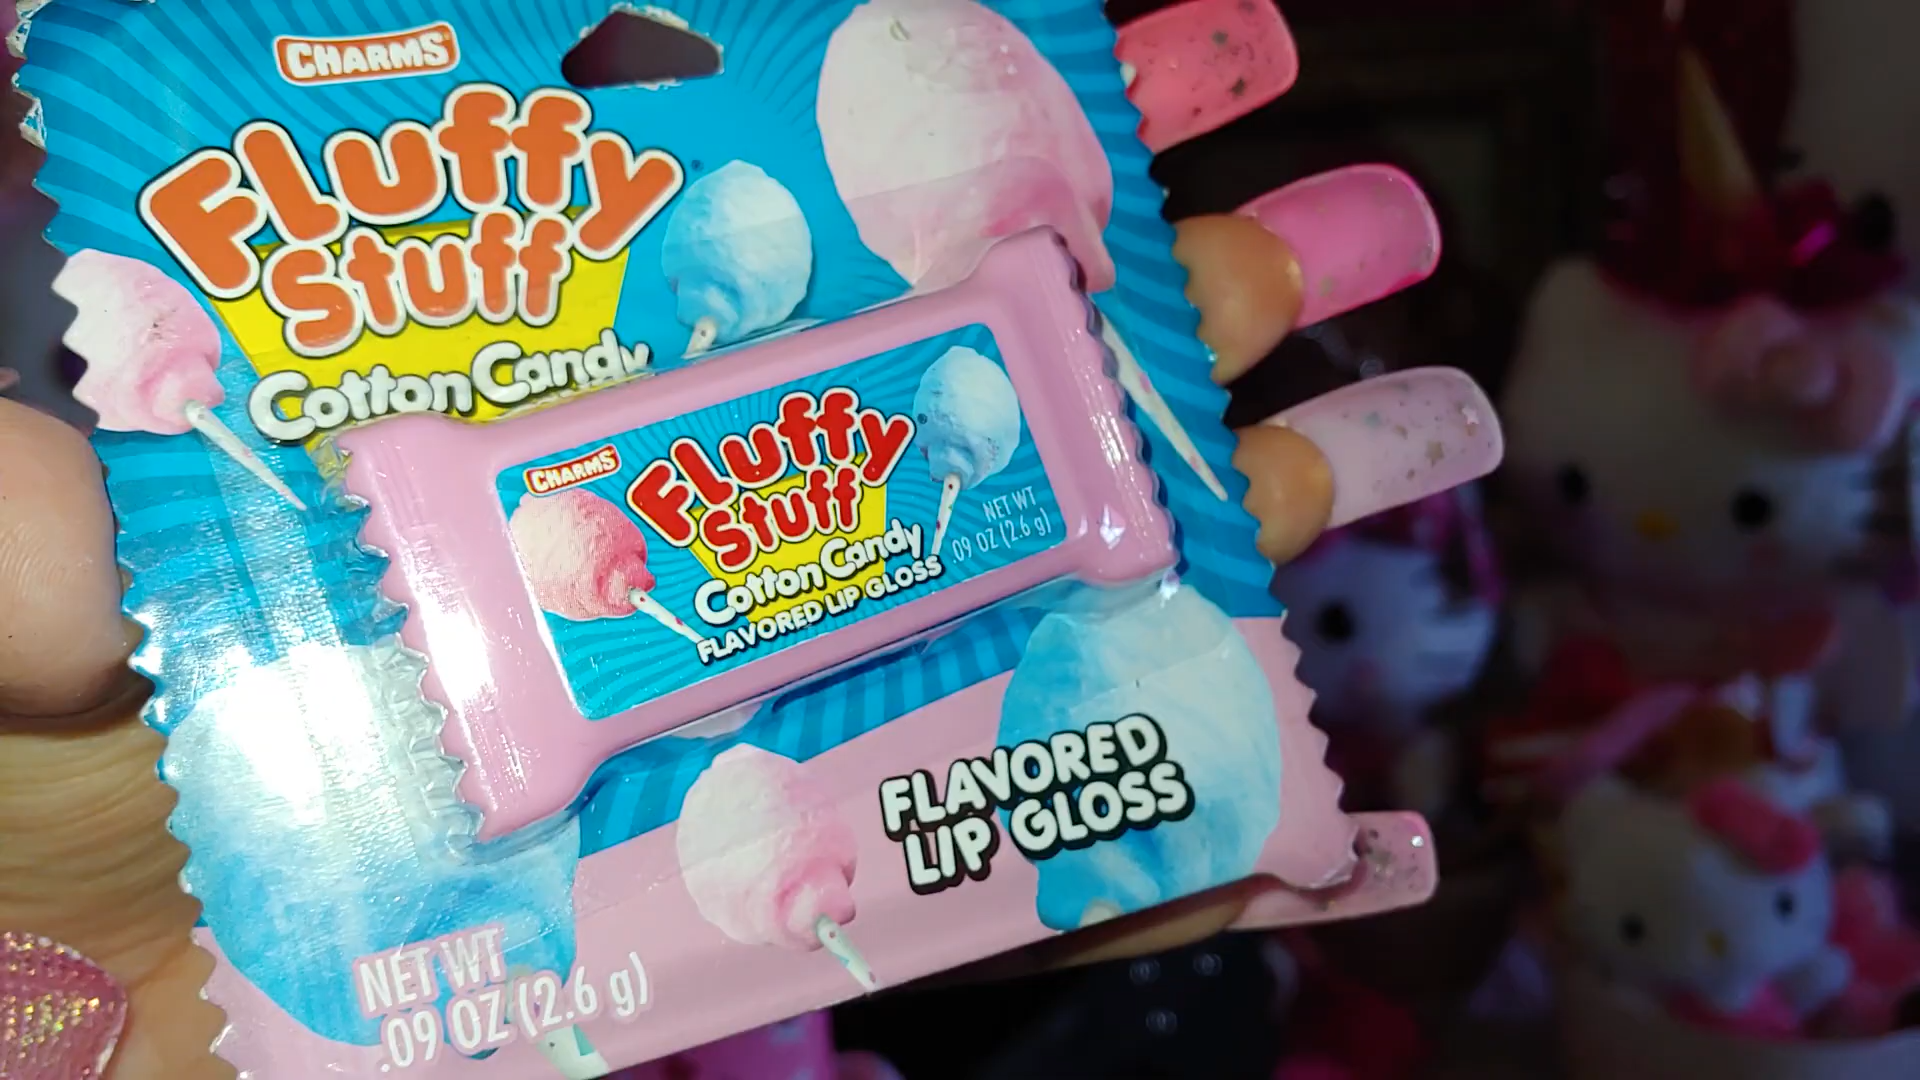 CHARMS
Fluffy
Stuff
Cotton Candy
CHARMS
Fluffy
Stuff
Cotton Candy
FLAVORED LIP GLOSS
NET WT
.09 OZ (2.6 g)
FLAVORED
LIP GLOSS
NET WT
.09 OZ (2.6 g)